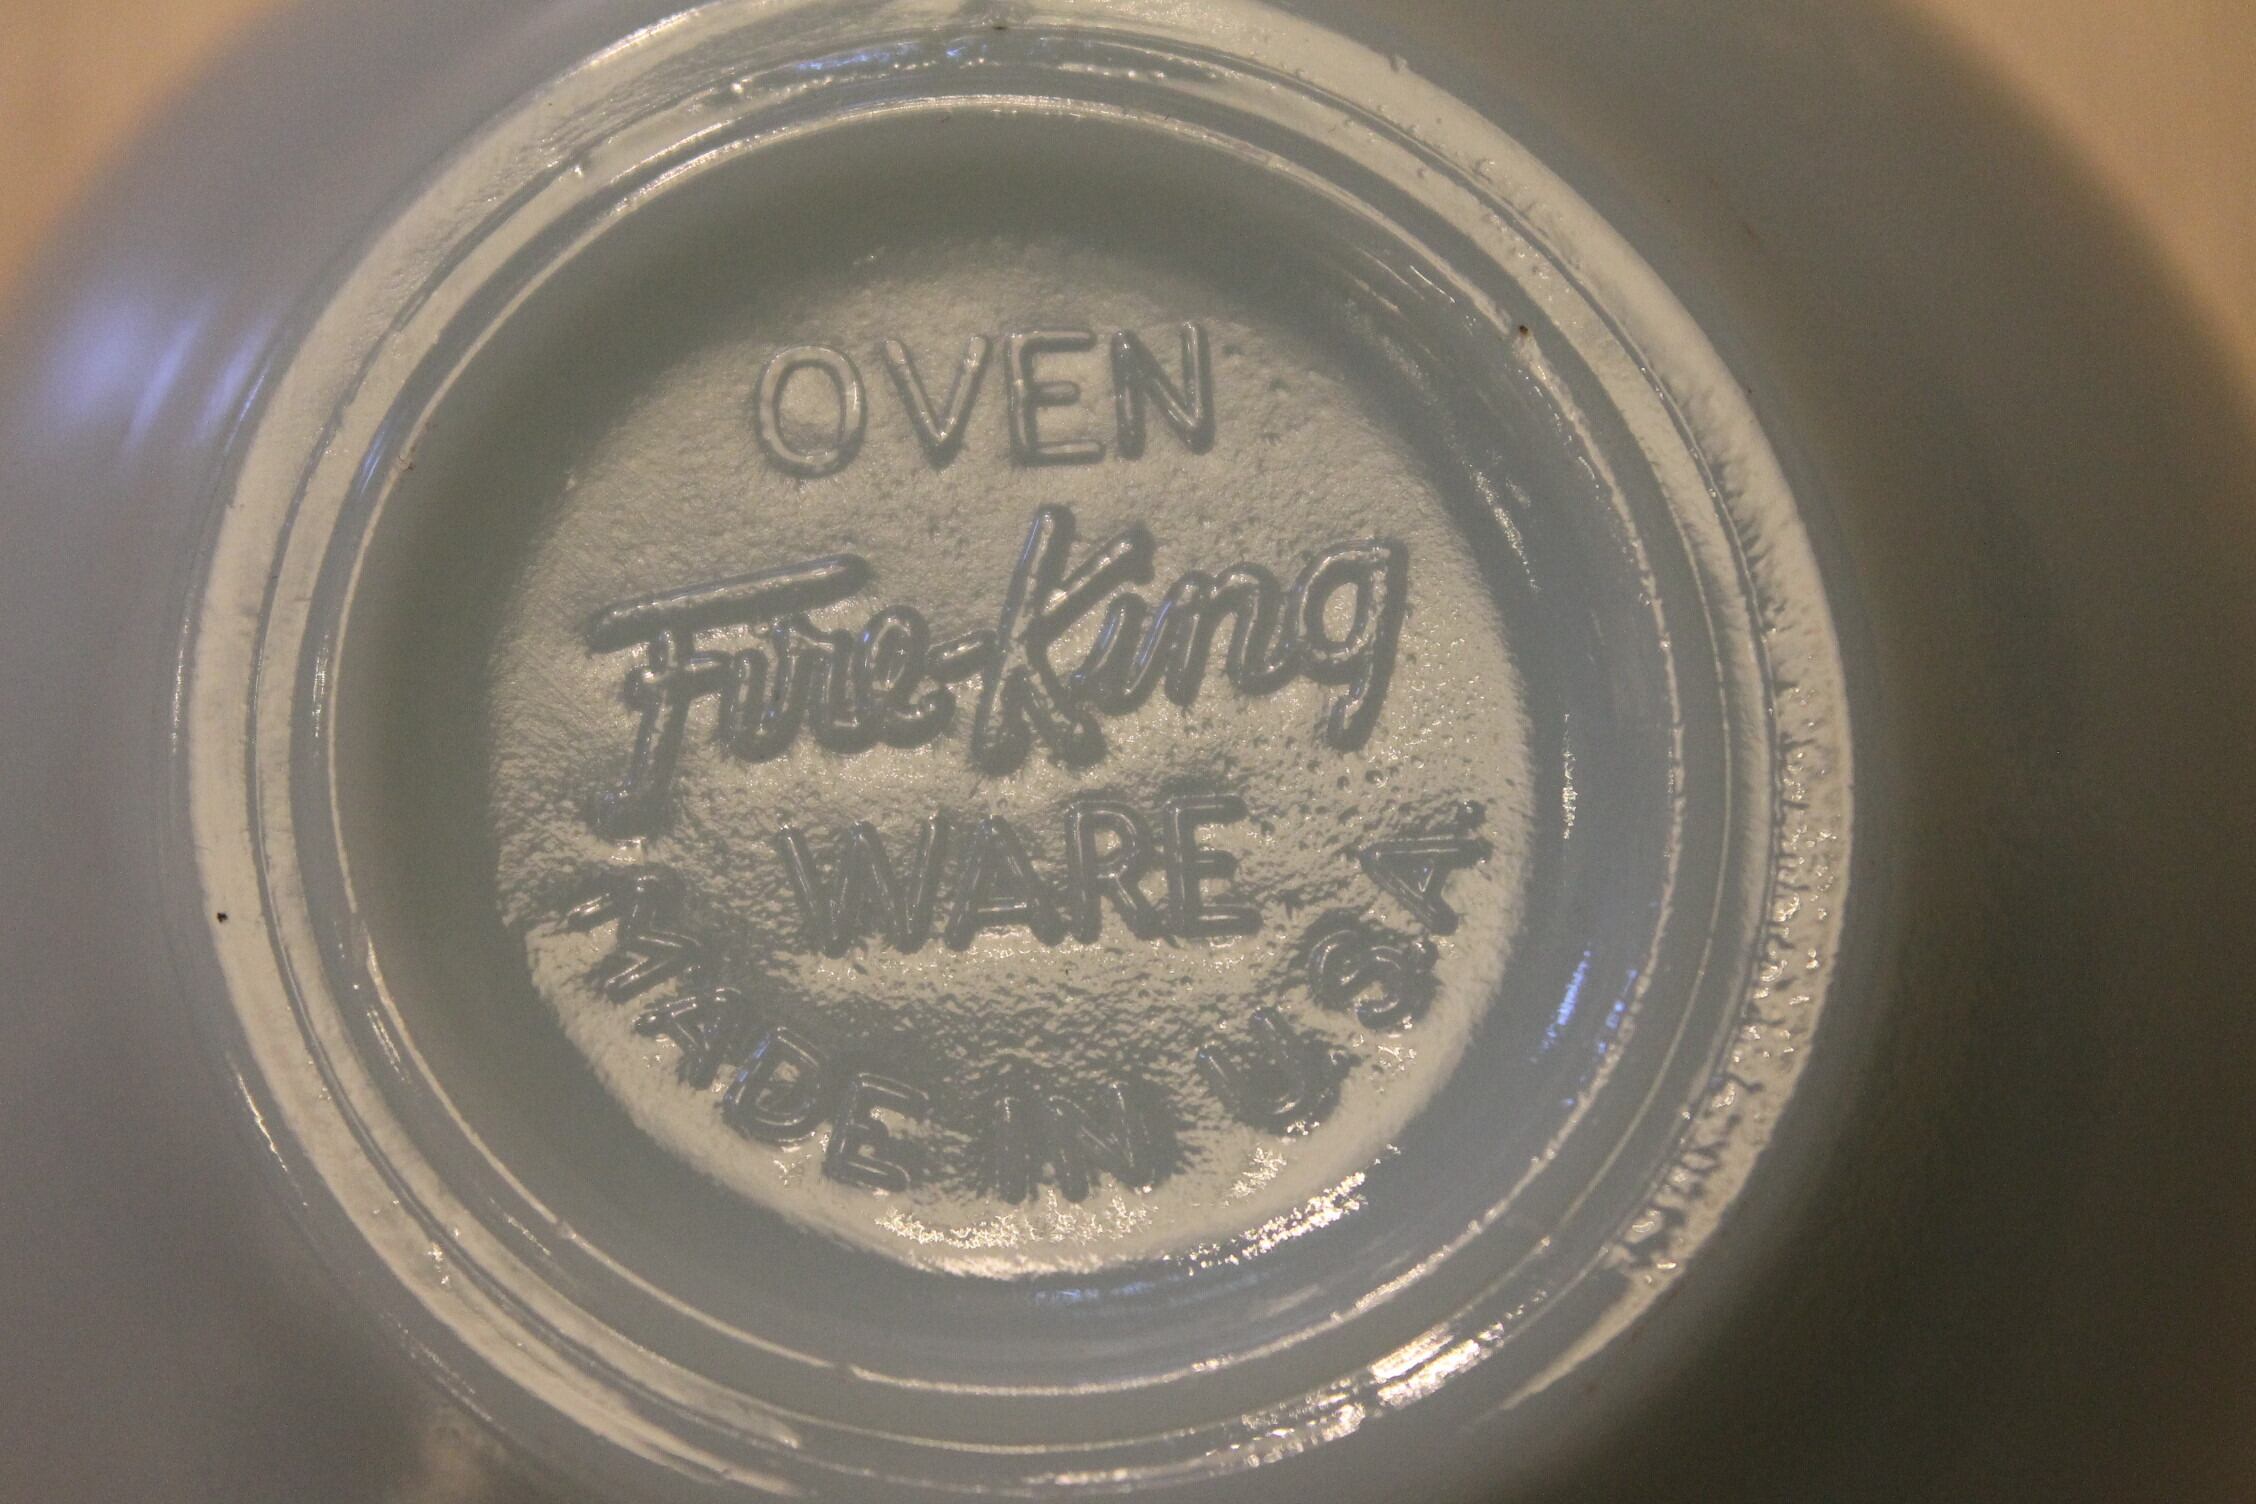 OVEN
Fire-King
WARE
MADE IN U.S.A